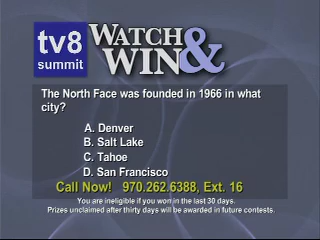 tv8
summit
WATCH
& WIN
The North Face was founded in 1966 in what
city?
A. Denver
B. Salt Lake
C. Tahoe
D. San Francisco
Call Now! 970.262.6388, Ext. 16
You are ineligible if you won in the last 30 days.
Prizes unclaimed after thirty days will be awarded in future contests.